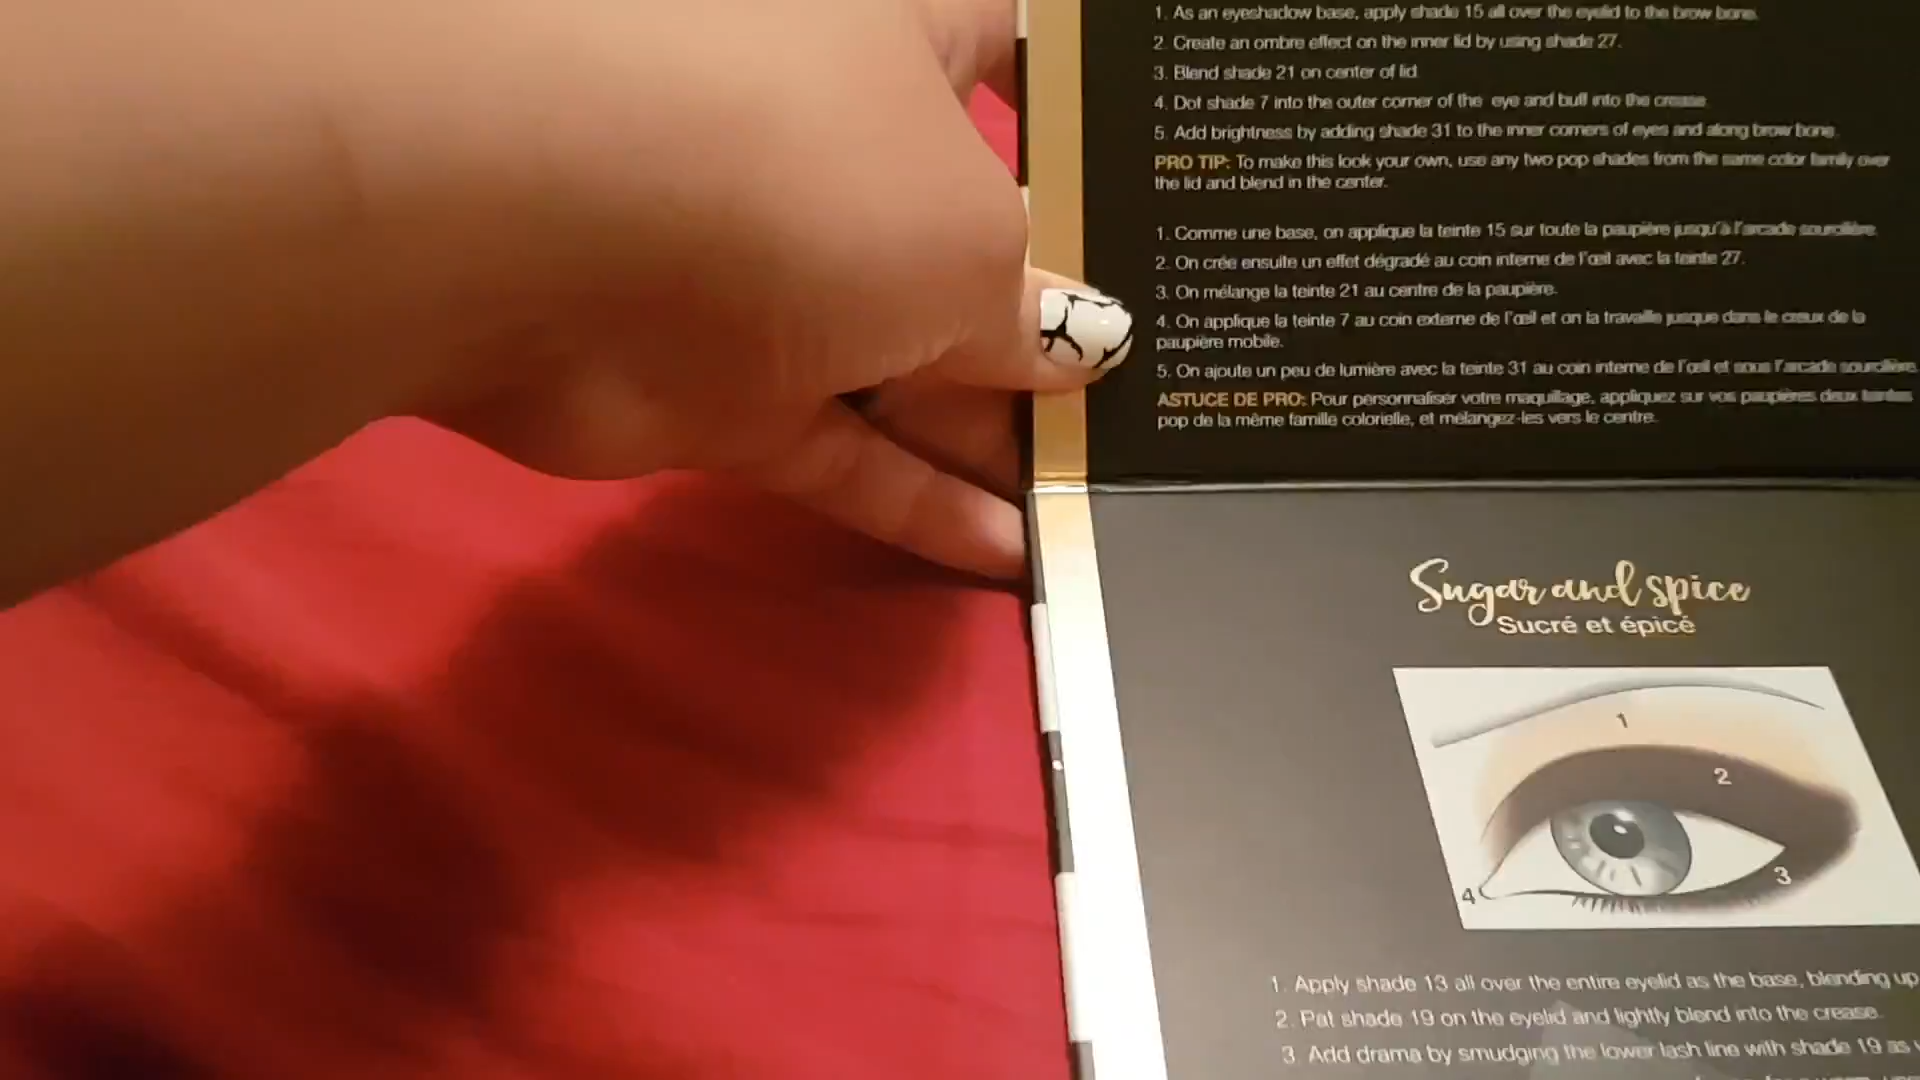 1. As an eyeshadow base, apply shade 15 all over the eyelid to the brow bone.
2. Create an ombre effect on the inner lid by using shade 27.
3. Blend shade 21 on center of lid
4. Dot shade 7 into the outer corner of the eye and buff into the crease
5. Add brightness by adding shade 31 to the inner corners of eyes and along brow bone.
PRO TIP: To make this look your own, use any two pop shades from the same color family over
the lid and blend in the center.
1. Comme une base, on applique la teinte 15 sur toute la paupière jusqu'à l'arcade sourcilière.
2. On crée ensuite un effet dégradé au coin interne de l'œil avec la teinte 27.
3. On mélange la teinte 21 au centre de la paupière.
4. On applique la teinte 7 au coin externe de l'œil et on la travaille jusque dans le creux de la
paupière mobile.
5. On ajoute un peu de lumière avec la teinte 31 au coin interne de l'œil et sous l'arcade sourcilière.
ASTUCE DE PRO: Pour personnaliser votre maquillage, appliquez sur vos paupières deux teintes
pop de la même famille colorielle, et mélangez-les vers le centre.
Sugar and spice
Sucré et épicé
1
2
3
4
1. Apply shade 13 all over the entire eyelid as the base, blending up
2. Pat shade 19 on the eyelid and lightly blend into the crease.
3. Add drama by smudging the lower lash line with shade 19 as